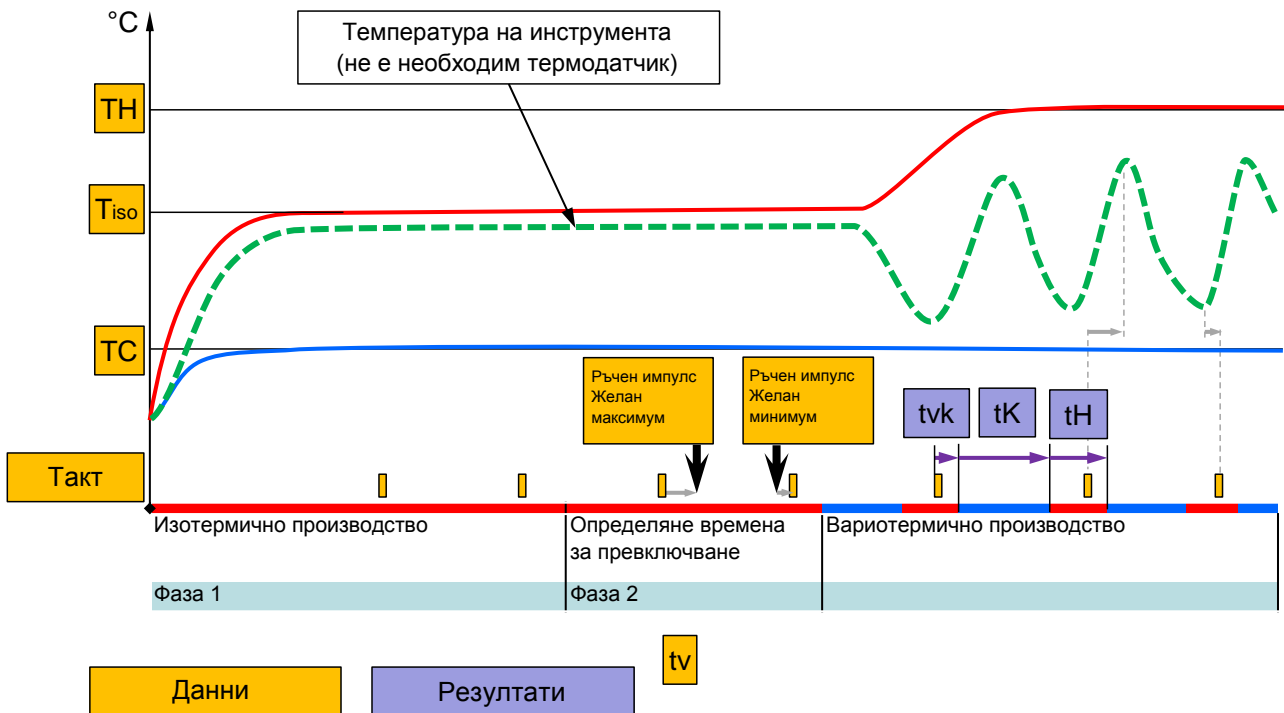 °C
Температура на инструмента
(не е необходим термодатчик)
TH
Tiso
TC
Ръчен импулс
Желан
максимум
Ръчен импулс
Желан
минимум
tvk
tK
tH
Такт
Изотермично производство
Определяне времена
за превключване
Вариотермично производство
Фаза 1
Фаза 2
tv
Данни
Резултати